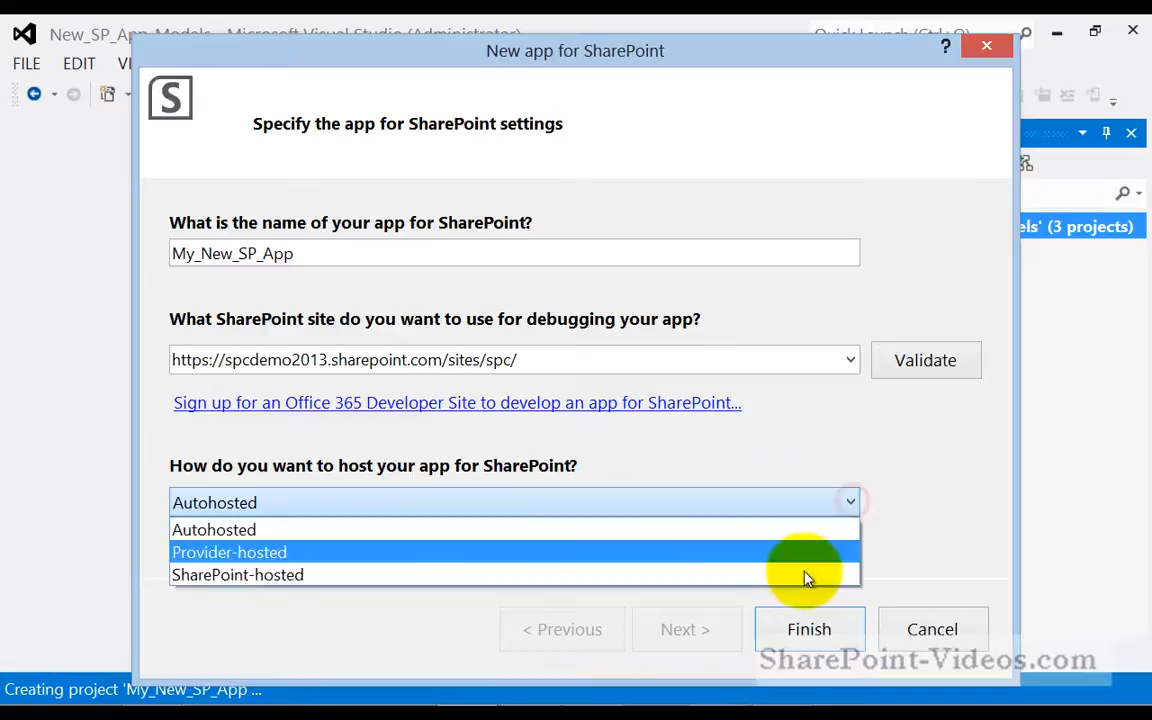 New_SP_App_Models - Microsoft Visual Studio (Administrator)
Quick Launch (Ctrl+Q)
New app for SharePoint
?
FILE EDIT
S
Specify the app for SharePoint settings
What is the name of your app for SharePoint?
My_New_SP_App
els' (3 projects)
What SharePoint site do you want to use for debugging your app?
https://spcdemo2013.sharepoint.com/sites/spc/
Validate
Sign up for an Office 365 Developer Site to develop an app for SharePoint...
How do you want to host your app for SharePoint?
Autohosted
Autohosted
Provider-hosted
SharePoint-hosted
< Previous
Next >
Finish
Cancel
SharePoint-Videos.com
Creating project 'My_New_SP_App ...